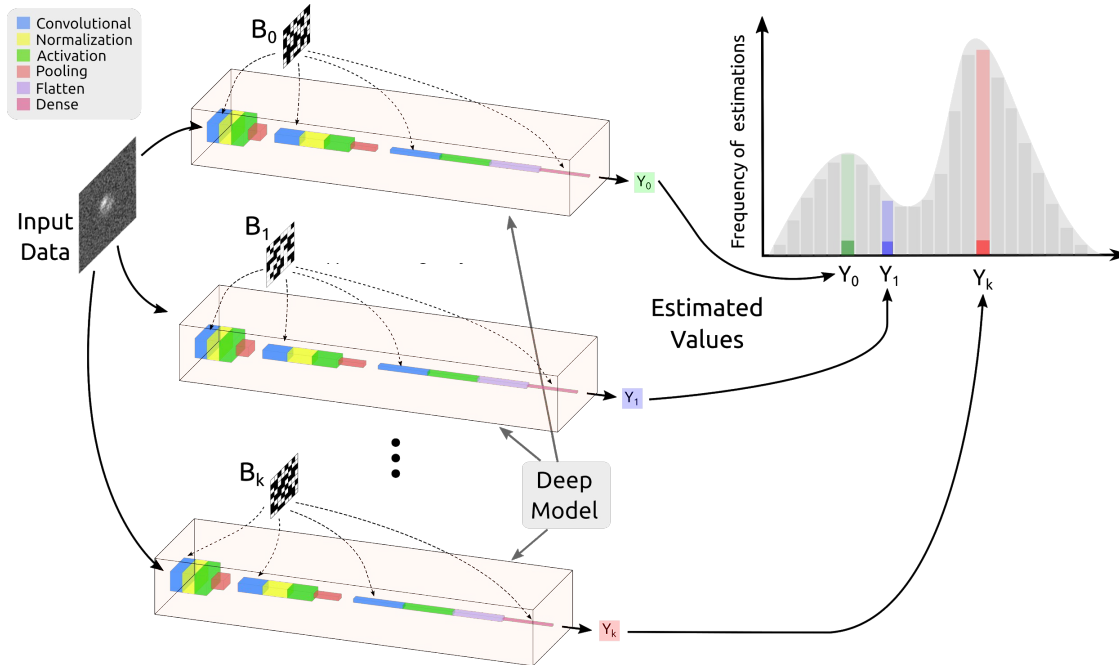 Convolutional
Normalization
Activation
Pooling
Flatten
Dense
B0
Input
Data
Y0
B1
Y1
Bk
Deep
Model
Yk
Frequency of estimations
Y0 Y1 Yk
Estimated
Values